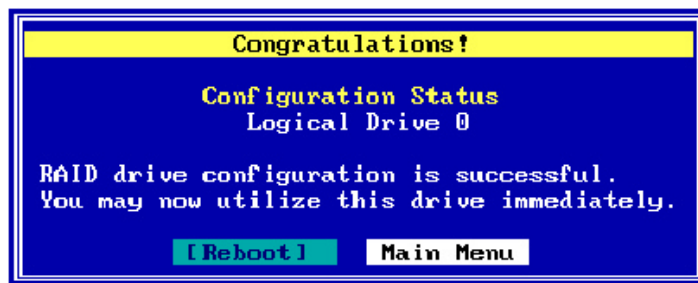 Congratulations!
Configuration Status
Logical Drive 0
RAID drive configuration is successful.
You may now utilize this drive immediately.
[Reboot] Main Menu